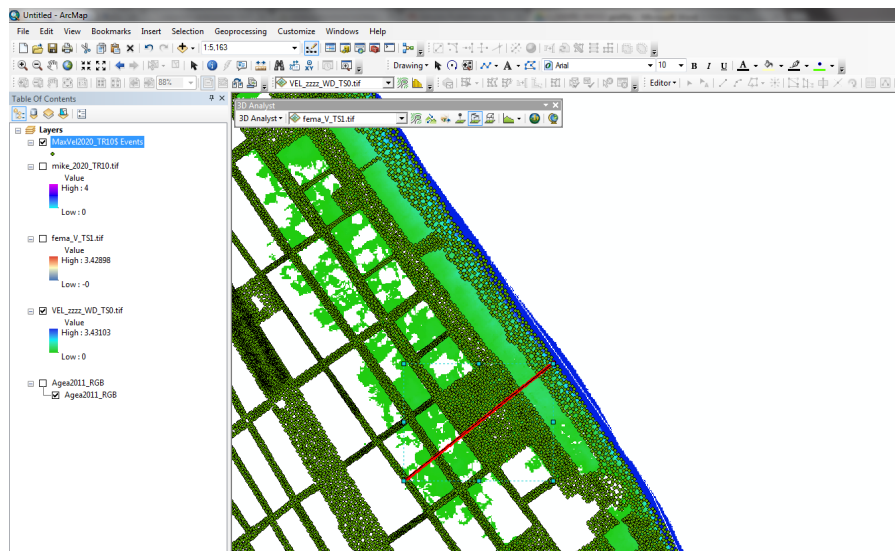 Untitled - ArcMap
File Edit View Bookmarks Insert Selection Geoprocessing Customize Windows Help
1:5,163
Drawing Arial 10 B I U A
88% VEL_zzzz_WD_TS0.tif Editor
Table Of Contents
3D Analyst
3D Analyst fema_V_TS1.tif
Layers
MaxVel2020_TR10$ Events
mike_2020_TR10.tif
Value
High : 4
Low : 0
fema_V_TS1.tif
Value
High : 3.42898
Low : -0
VEL_zzzz_WD_TS0.tif
Value
High : 3.43103
Low : 0
Agea2011_RGB
Agea2011_RGB